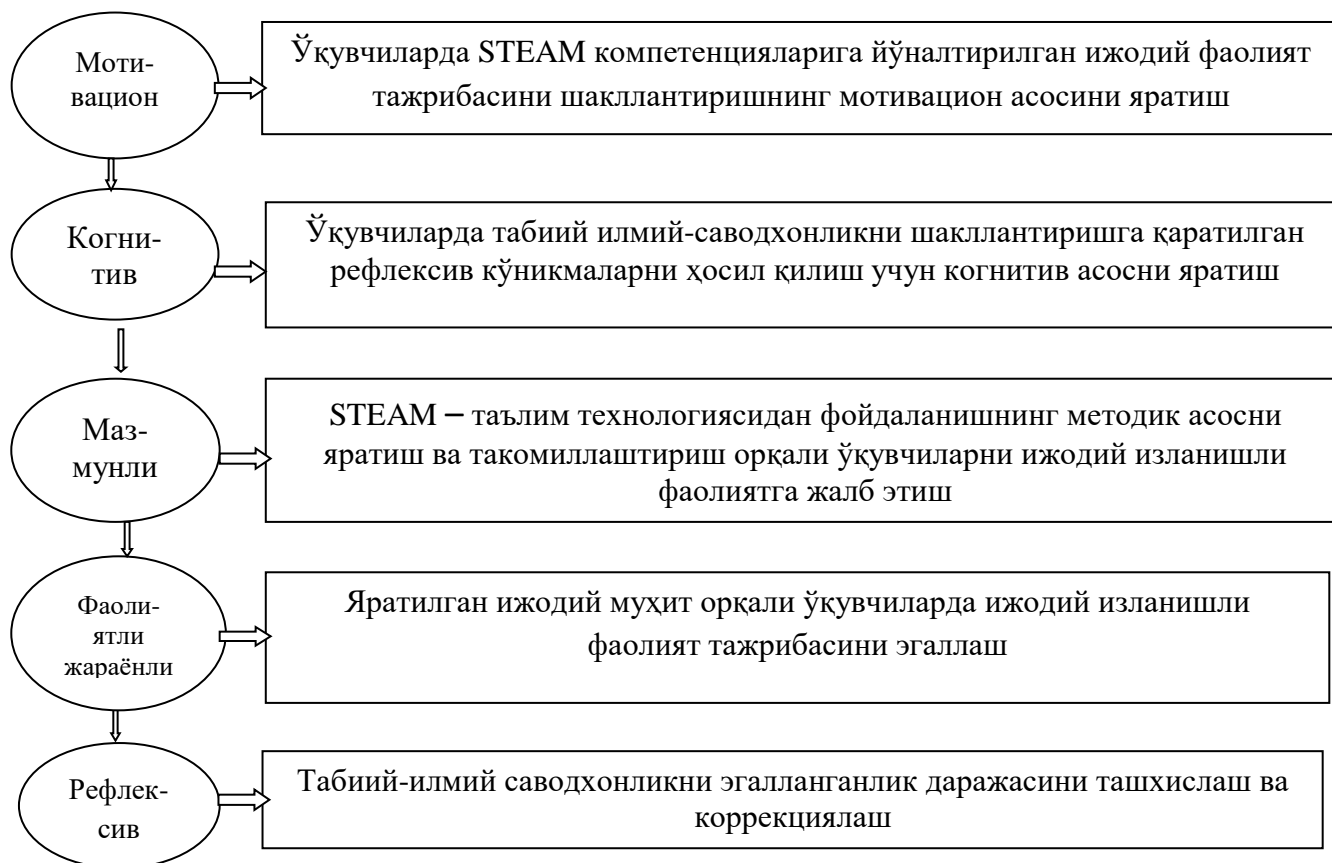 Моти-
вацион
Ўқувчиларда STEAM компетенцияларига йўналтирилган ижодий фаолият
тажрибасини шакллантиришнинг мотивацион асосини яратиш
Когни-
тив
Ўқувчиларда табиий илмий-саводхонликни шакллантиришга қаратилган
рефлексив кўникмаларни ҳосил қилиш учун когнитив асосни яратиш
Маз-
мунли
STEAM – таълим технологиясидан фойдаланишнинг методик асосни
яратиш ва такомиллаштириш орқали ўқувчиларни ижодий изланишли
фаолиятга жалб этиш
Фаоли-
ятли
жараёнли
Яратилган ижодий муҳит орқали ўқувчиларда ижодий изланишли
фаолият тажрибасини эгаллаш
Рефлек-
сив
Табиий-илмий саводхонликни эгалланганлик даражасини ташхислаш ва
коррекциялаш